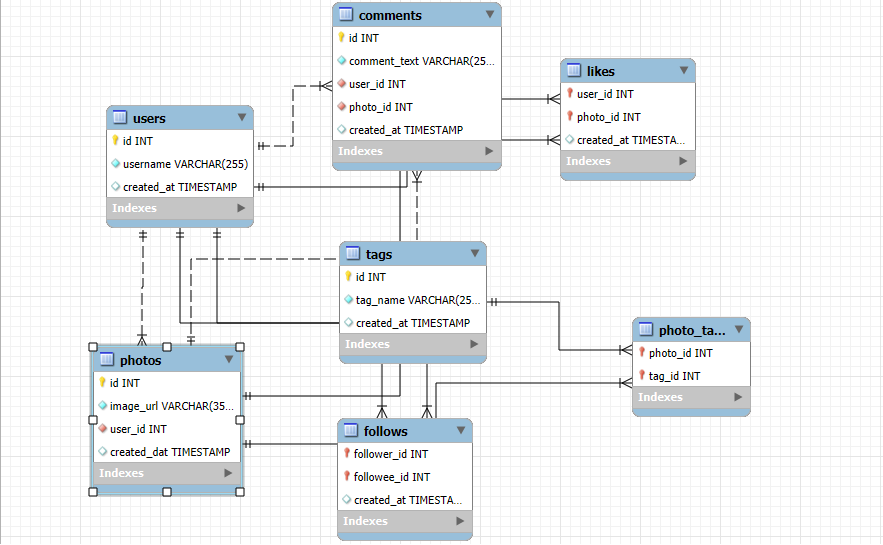 comments
id INT
comment_text VARCHAR(25...
user_id INT
photo_id INT
created_at TIMESTAMP
Indexes
likes
user_id INT
photo_id INT
created_at TIMESTA...
Indexes
users
id INT
username VARCHAR(255)
created_at TIMESTAMP
Indexes
tags
id INT
tag_name VARCHAR(25...
created_at TIMESTAMP
Indexes
photo_ta...
photo_id INT
tag_id INT
Indexes
photos
id INT
image_url VARCHAR(35...
user_id INT
created_dat TIMESTAMP
Indexes
follows
follower_id INT
followee_id INT
created_at TIMESTA...
Indexes